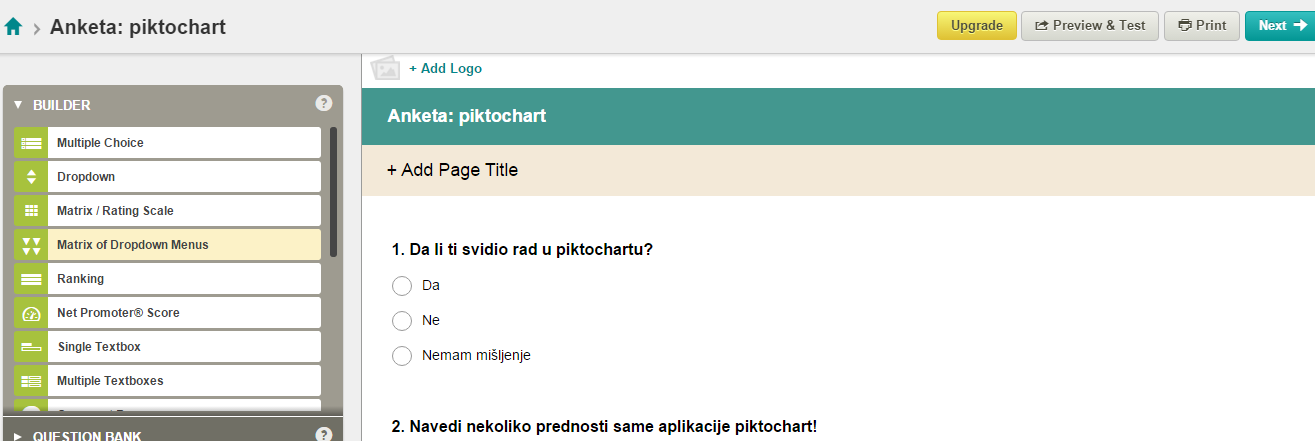 Anketa: piktochart
Upgrade
Preview & Test
Print
Next
+ Add Logo
BUILDER
?
Multiple Choice
Dropdown
Matrix / Rating Scale
Matrix of Dropdown Menus
Ranking
Net Promoter® Score
Single Textbox
Multiple Textboxes
QUESTION BANK
?
Anketa: piktochart
+ Add Page Title
1. Da li ti svidio rad u piktochartu?
Da
Ne
Nemam mišljenje
2. Navedi nekoliko prednosti same aplikacije piktochart!